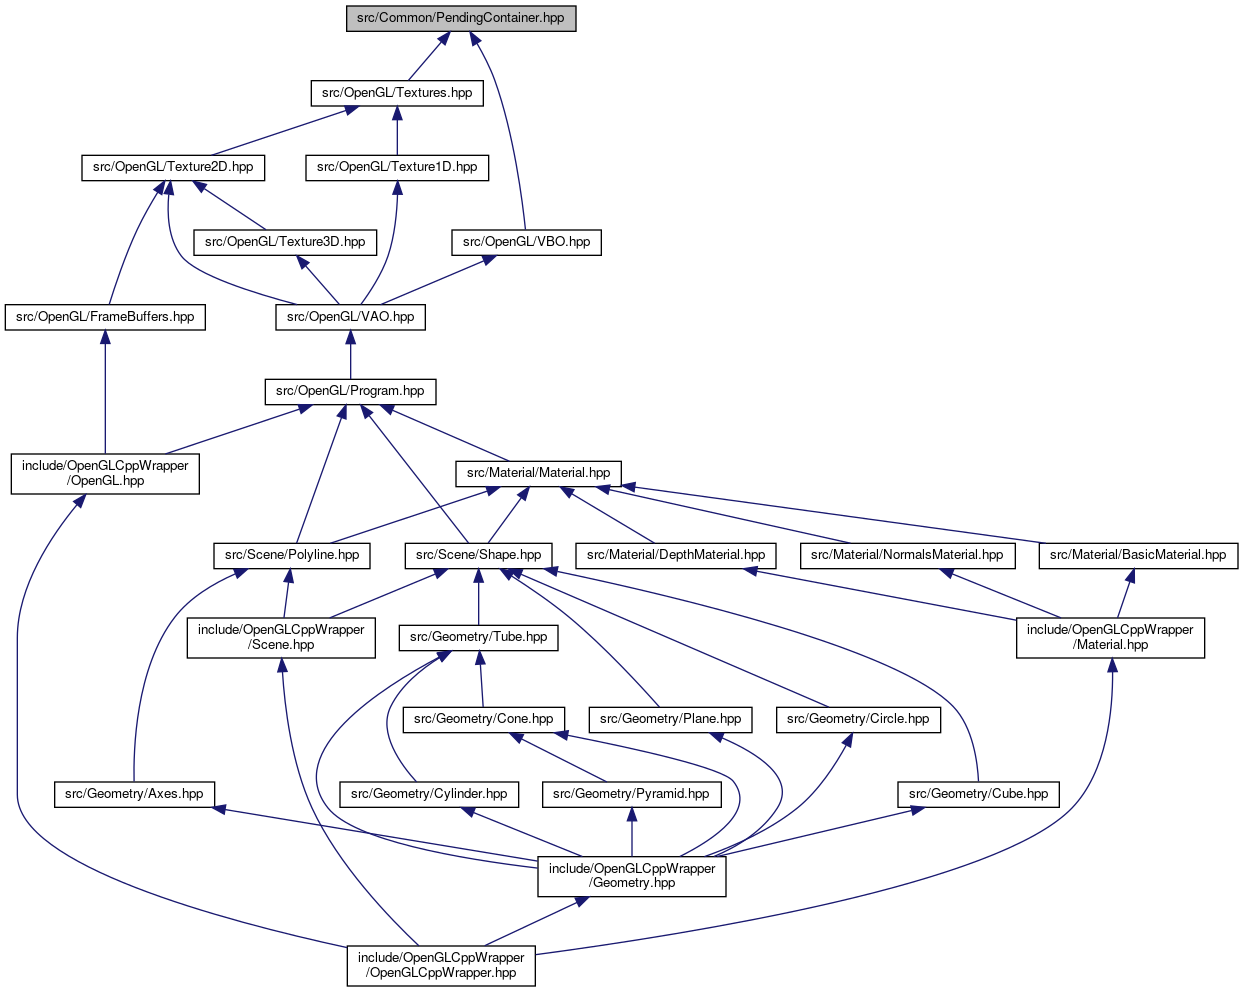 src/Common/PendingContainer.hpp
src/OpenGL/Textures.hpp
src/OpenGL/Texture2D.hpp
src/OpenGL/Texture1D.hpp
src/OpenGL/Texture3D.hpp
src/OpenGL/VBO.hpp
src/OpenGL/FrameBuffers.hpp
src/OpenGL/VAO.hpp
src/OpenGL/Program.hpp
include/OpenGLCppWrapper
/OpenGL.hpp
src/Material/Material.hpp
src/Scene/Polyline.hpp
src/Scene/Shape.hpp
src/Material/DepthMaterial.hpp
src/Material/NormalsMaterial.hpp
src/Material/BasicMaterial.hpp
include/OpenGLCppWrapper
/Scene.hpp
src/Geometry/Tube.hpp
include/OpenGLCppWrapper
/Material.hpp
src/Geometry/Cone.hpp
src/Geometry/Plane.hpp
src/Geometry/Circle.hpp
src/Geometry/Axes.hpp
src/Geometry/Cylinder.hpp
src/Geometry/Pyramid.hpp
src/Geometry/Cube.hpp
include/OpenGLCppWrapper
/Geometry.hpp
include/OpenGLCppWrapper
/OpenGLCppWrapper.hpp